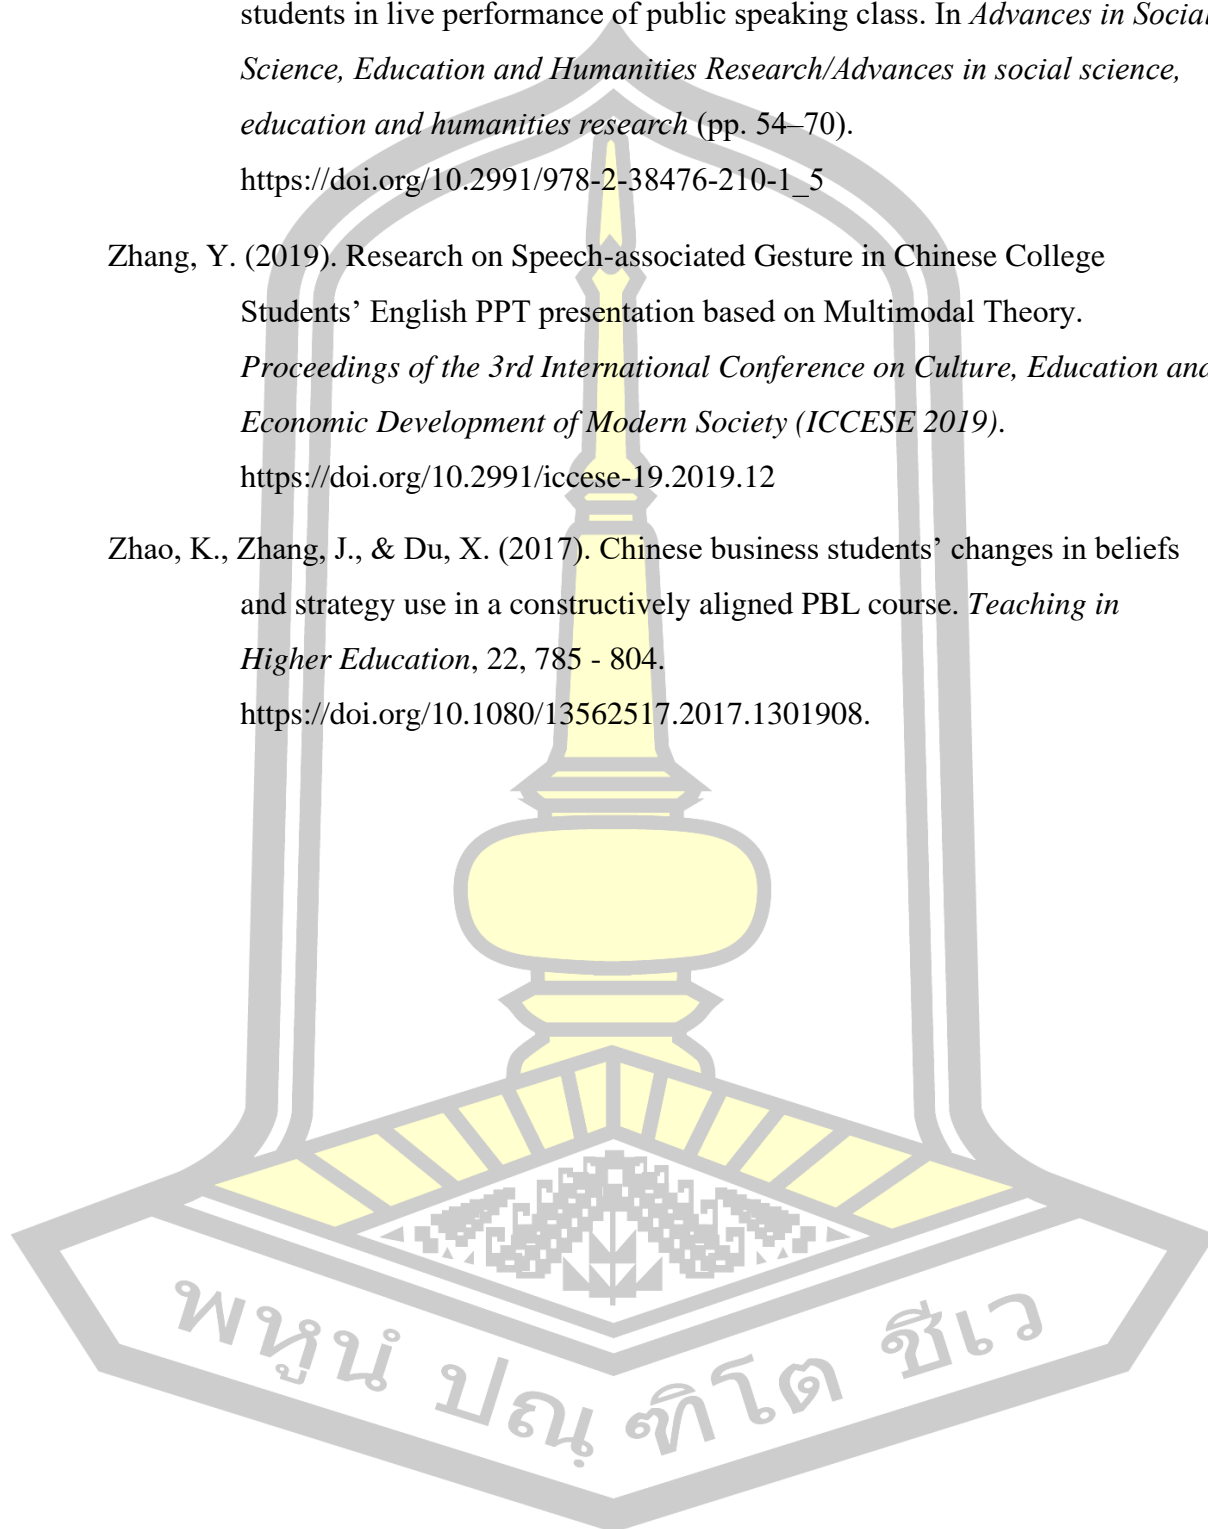 students in live performance of public speaking class. In Advances in Social
Science, Education and Humanities Research/Advances in social science,
education and humanities research (pp. 54–70).
https://doi.org/10.2991/978-2-38476-210-1_5
Zhang, Y. (2019). Research on Speech-associated Gesture in Chinese College
Students’ English PPT presentation based on Multimodal Theory.
Proceedings of the 3rd International Conference on Culture, Education and
Economic Development of Modern Society (ICCESE 2019).
https://doi.org/10.2991/iccese-19.2019.12
Zhao, K., Zhang, J., & Du, X. (2017). Chinese business students’ changes in beliefs
and strategy use in a constructively aligned PBL course. Teaching in
Higher Education, 22, 785 - 804.
https://doi.org/10.1080/13562517.2017.1301908.
พหูนํ ปณฺฑิโต ชีเว